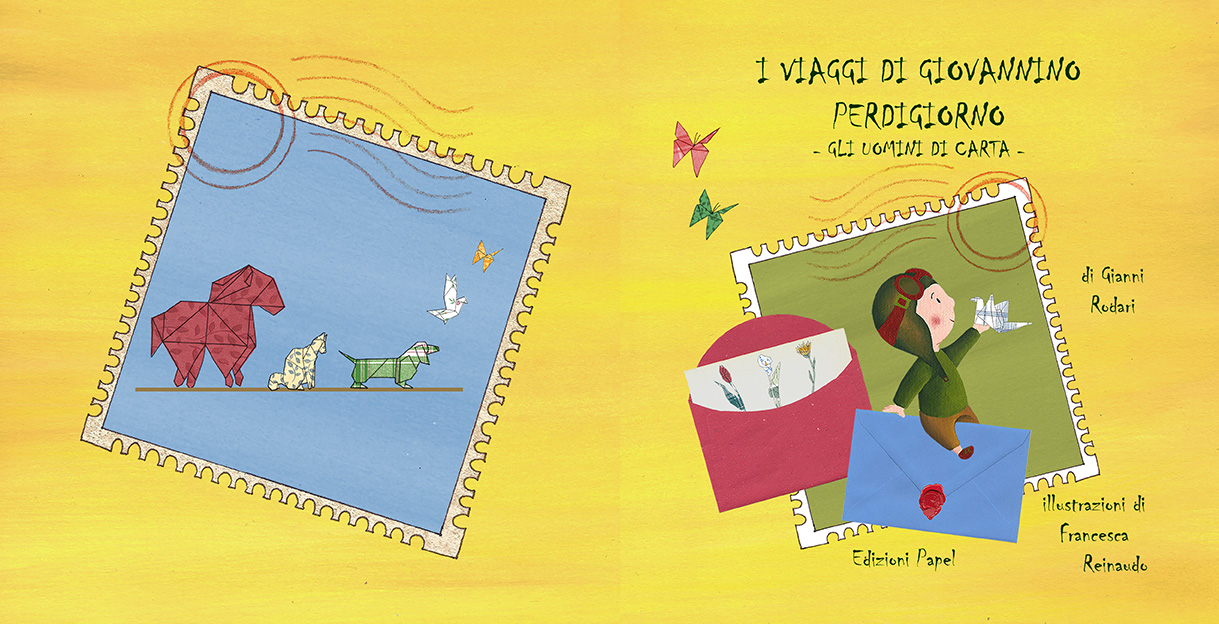 I VIAGGI DI GIOVANNINO
PERDIGIORNO
- GLI UOMINI DI CARTA -
di Gianni
Rodari
illustrazioni di
Francesca
Reinaudo
Edizioni Papel